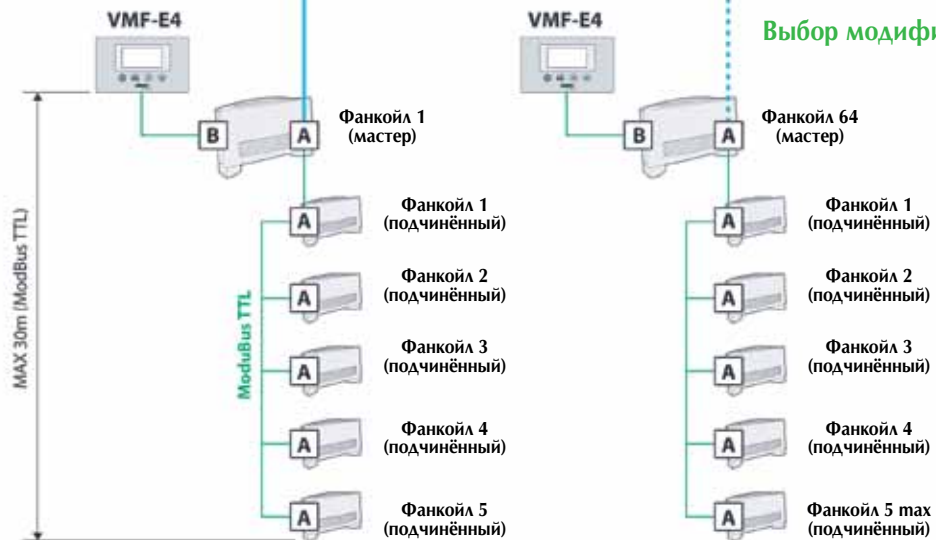 VMF-E4
VMF-E4
Выбор модифи
B
A
Фанкойл 1
(мастер)
B
A
Фанкойл 64
(мастер)
MAX 30m (ModBus TTL)
ModuBus TTL
A
Фанкойл 1
(подчинённый)
A
Фанкойл 2
(подчинённый)
A
Фанкойл 3
(подчинённый)
A
Фанкойл 4
(подчинённый)
A
Фанкойл 5
(подчинённый)
A
Фанкойл 1
(подчинённый)
A
Фанкойл 2
(подчинённый)
A
Фанкойл 3
(подчинённый)
A
Фанкойл 4
(подчинённый)
A
Фанкойл 5 max
(подчинённый)